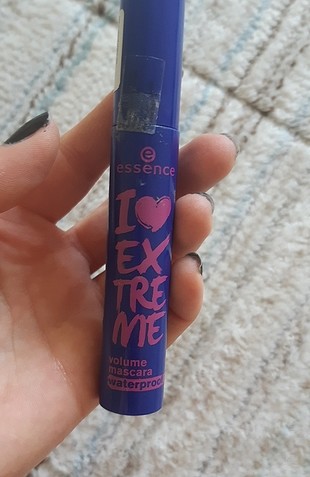 essence
I
EX
TRE
ME
volume
mascara
waterproof